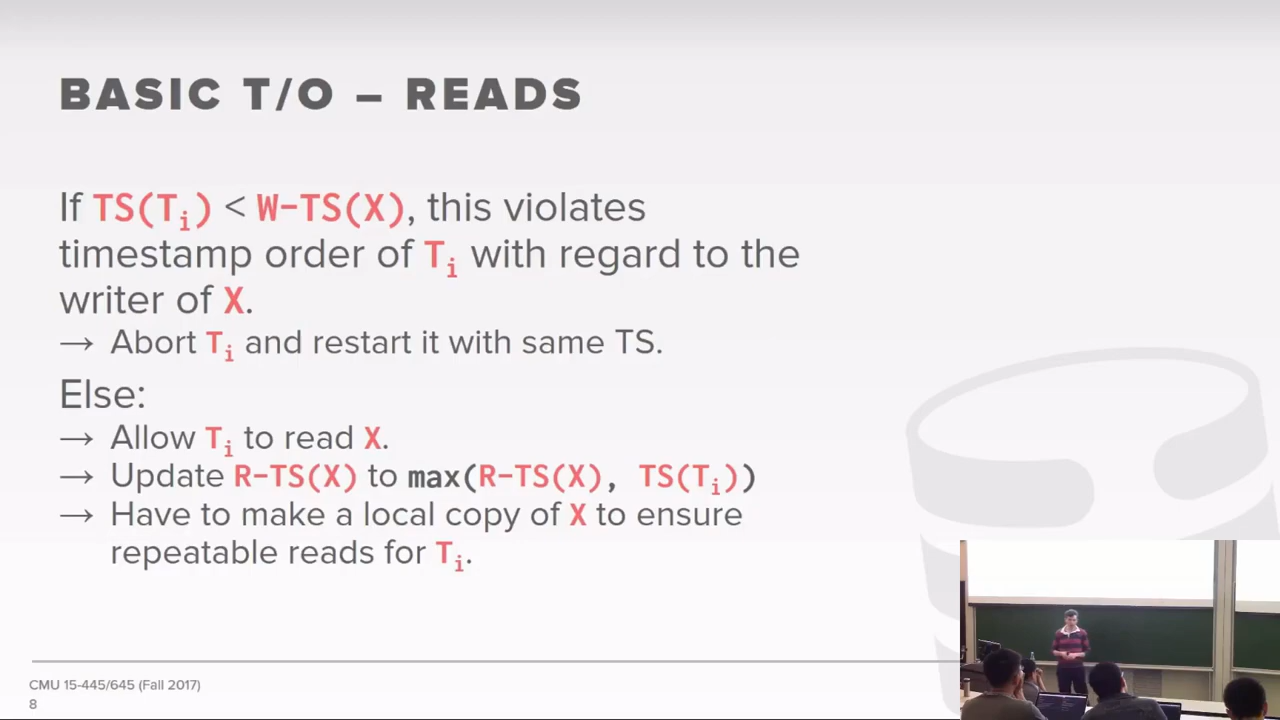 BASIC T/O – READS
If TS(Ti) < W-TS(X), this violates
timestamp order of Ti with regard to the
writer of X.
→ Abort Ti and restart it with same TS.
Else:
→ Allow Ti to read X.
→ Update R-TS(X) to max(R-TS(X), TS(Ti))
→ Have to make a local copy of X to ensure
repeatable reads for Ti.
CMU 15-445/645 (Fall 2017)
8